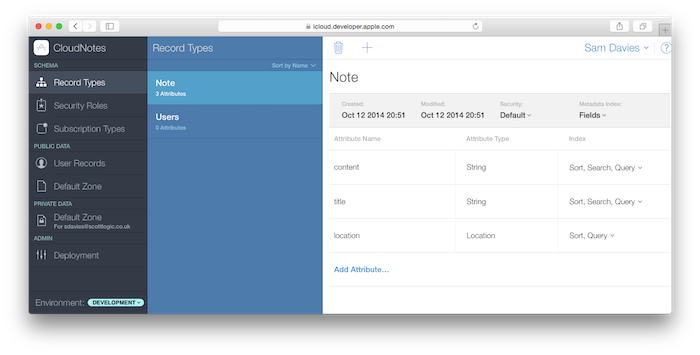 icloud.developer.apple.com
CloudNotes
SCHEMA
Record Types
Security Roles
Subscription Types
PUBLIC DATA
User Records
Default Zone
PRIVATE DATA
Default Zone
For sdavies@scottlogic.co.uk
ADMIN
Deployment
Environment: DEVELOPMENT
Record Types
Sort by Name
Note
3 Attributes
Users
0 Attributes
Sam Davies
?
Note
Created: Modified: Security: Metadata Index:
Oct 12 2014 20:51 Oct 12 2014 20:51 Default Fields
Attribute Name Attribute Type Index
content String Sort, Search, Query
title String Sort, Search, Query
location Location Sort, Query
Add Attribute...